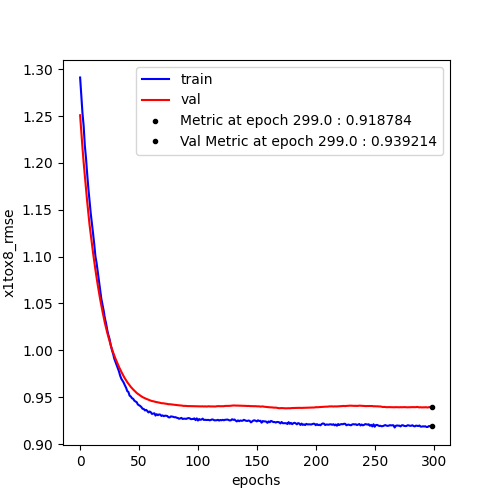 train
val
Metric at epoch 299.0 : 0.918784
Val Metric at epoch 299.0 : 0.939214
1.30
1.25
1.20
1.15
1.10
1.05
1.00
0.95
0.90
x1tox8_rmse
0 50 100 150 200 250 300
epochs